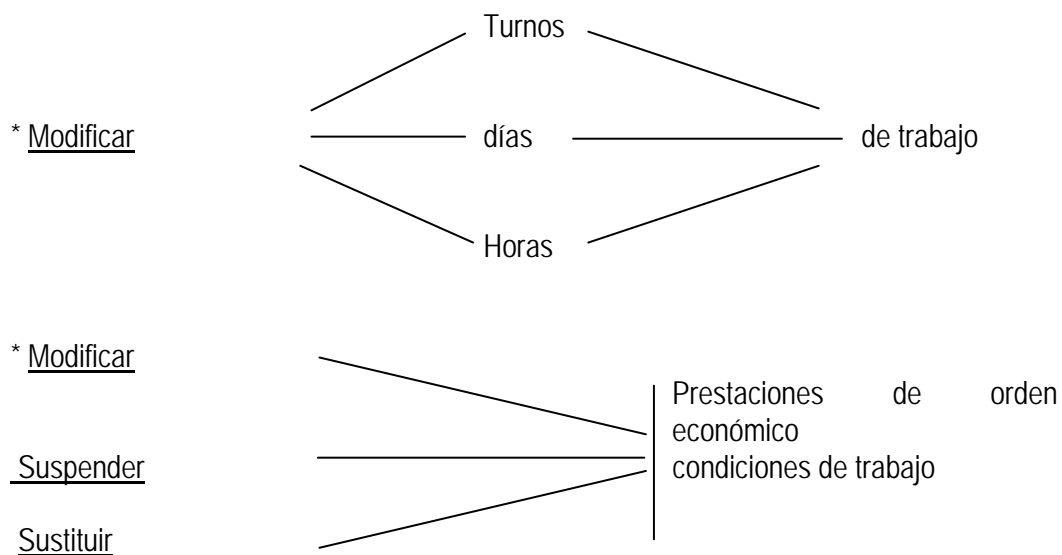 Turnos
* Modificar días de trabajo
Horas
* Modificar
Prestaciones de orden
económico
Suspender condiciones de trabajo
Sustituir